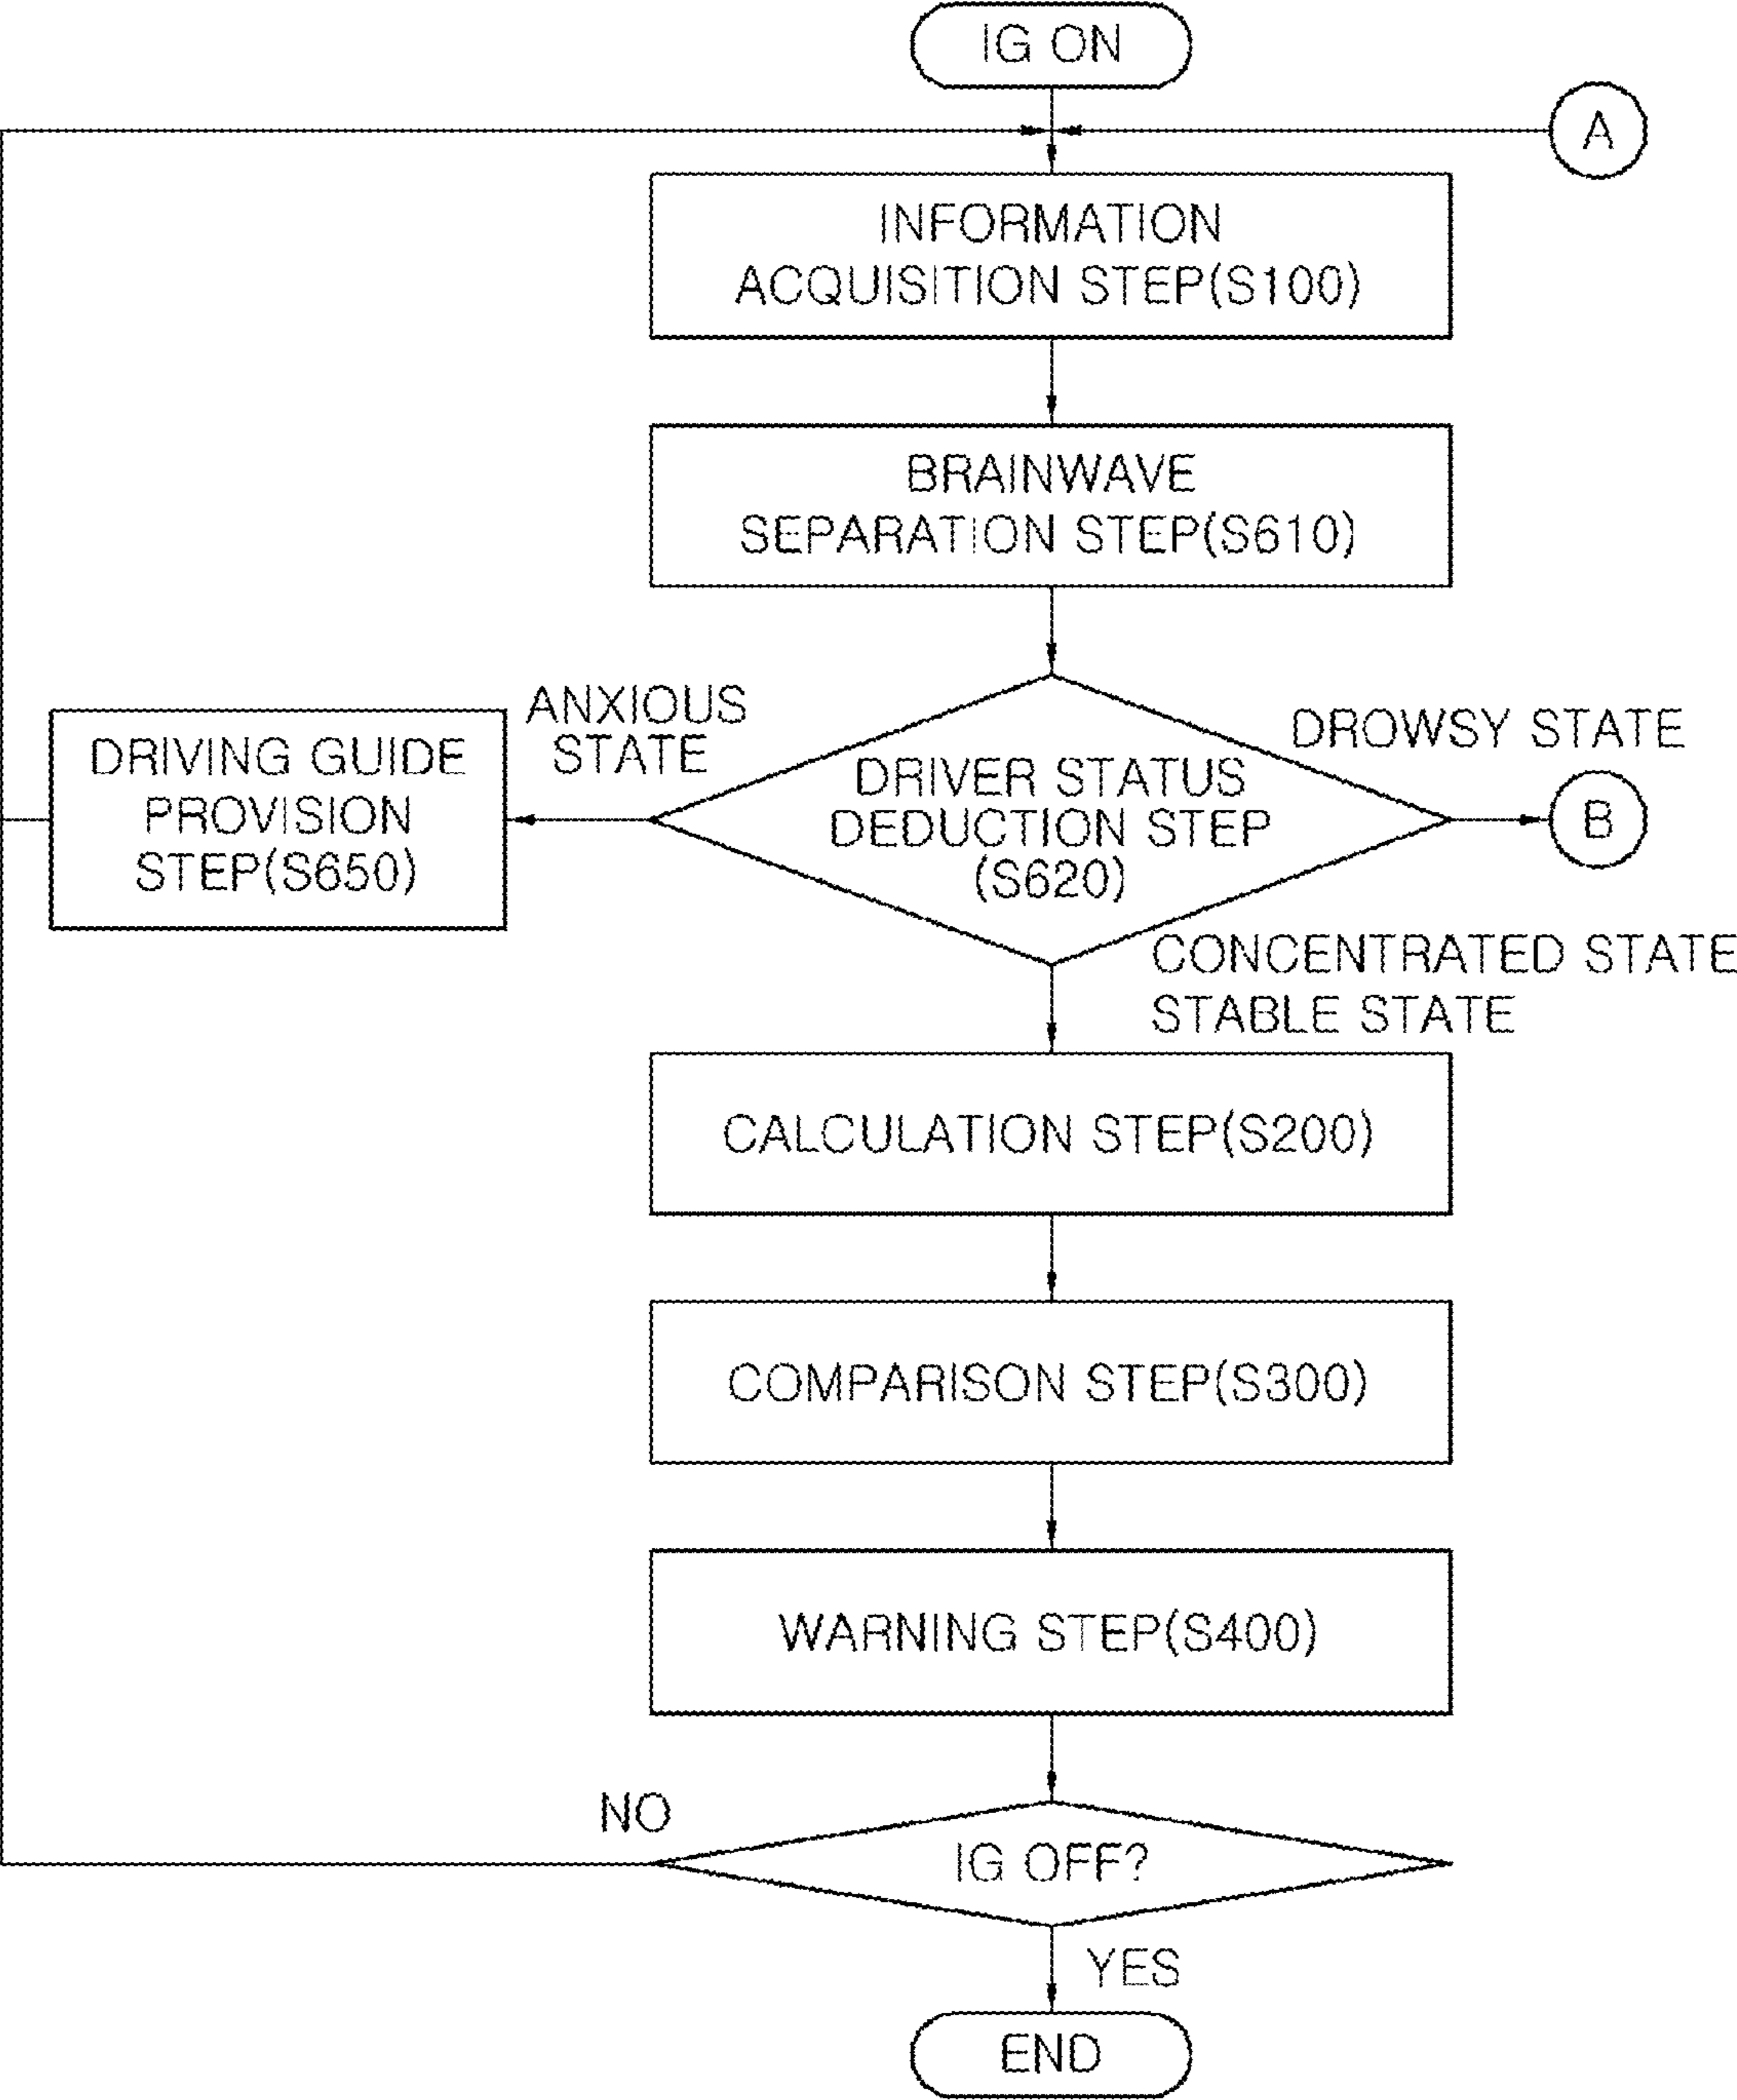 IG ON
A
INFORMATION
ACQUISITION STEP(S100)
BRAINWAVE
SEPARATION STEP(S610)
ANXIOUS
STATE
DROWSY STATE
DRIVING GUIDE
PROVISION
STEP(S650)
DRIVER STATUS
DEDUCTION STEP
(S620)
B
CONCENTRATED STATE
STABLE STATE
CALCULATION STEP(S200)
COMPARISON STEP(S300)
WARNING STEP(S400)
NO
IG OFF?
YES
END